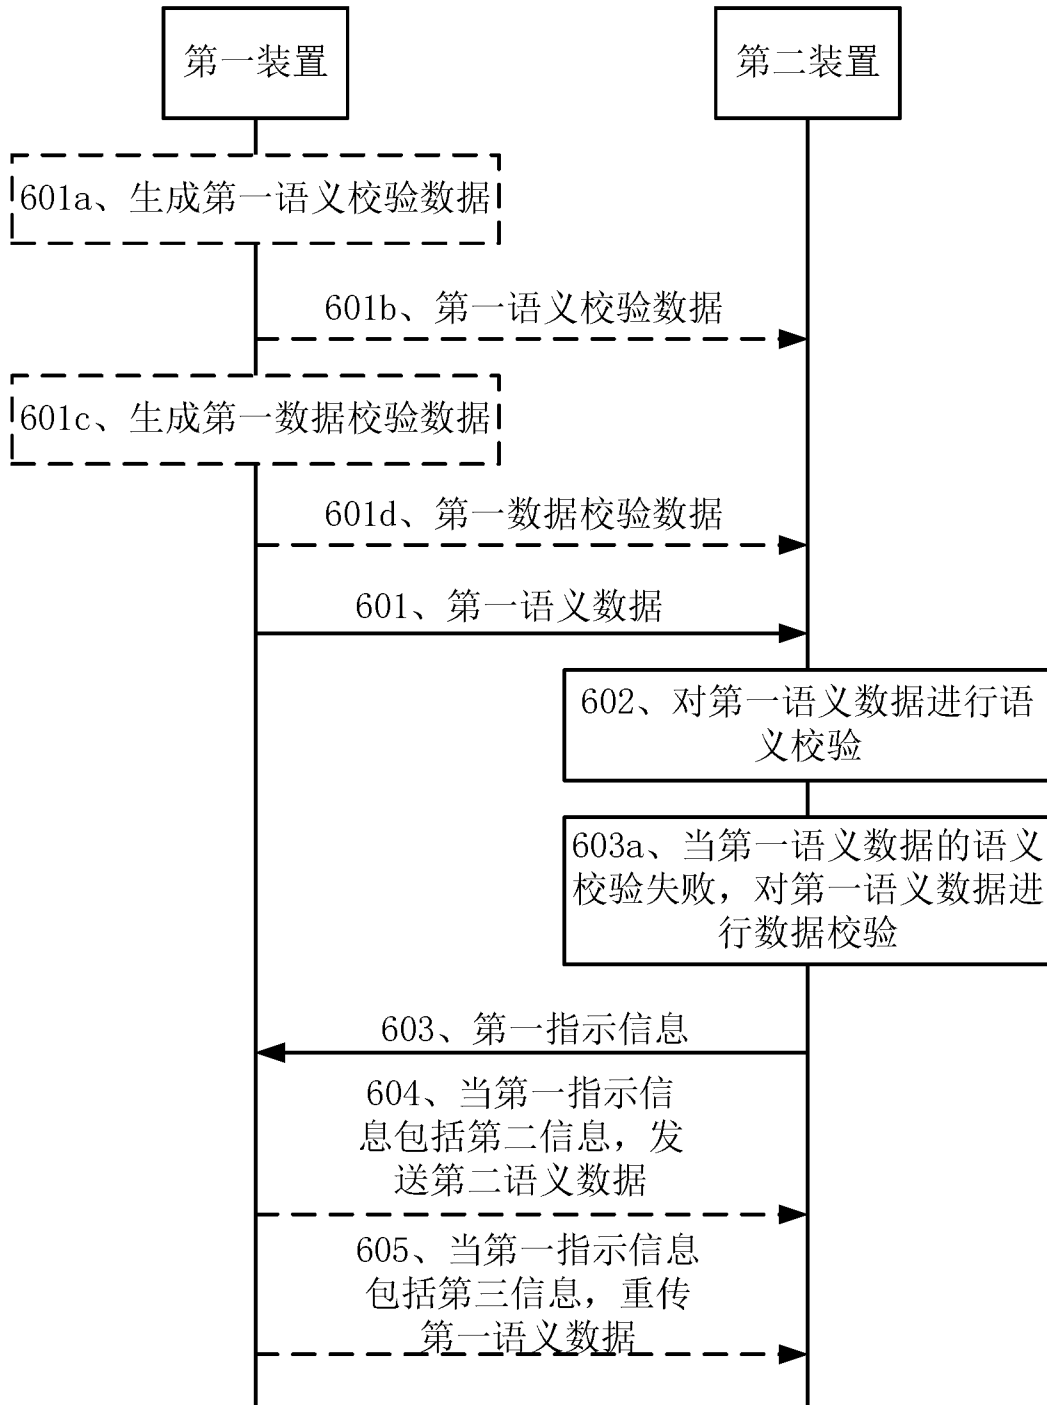 第一装置
第二装置
601a、生成第一语义校验数据
601b、第一语义校验数据
601c、生成第一数据校验数据
601d、第一数据校验数据
601、第一语义数据
602、对第一语义数据进行语
义校验
603a、当第一语义数据的语义
校验失败，对第一语义数据进
行数据校验
603、第一指示信息
604、当第一指示信
息包括第二信息，发
送第二语义数据
605、当第一指示信息
包括第三信息，重传
第一语义数据